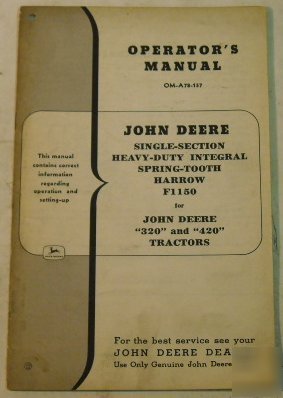 OPERATOR'S
MANUAL
OM-A78-157
This manual
contains correct
information
regarding
operation and
setting-up
JOHN DEERE
SINGLE-SECTION
HEAVY-DUTY INTEGRAL
SPRING-TOOTH
HARROW
F1150
for
JOHN DEERE
"320" and "420"
TRACTORS
JOHN DEERE
For the best service see your
JOHN DEERE DEA
Use Only Genuine John Deere